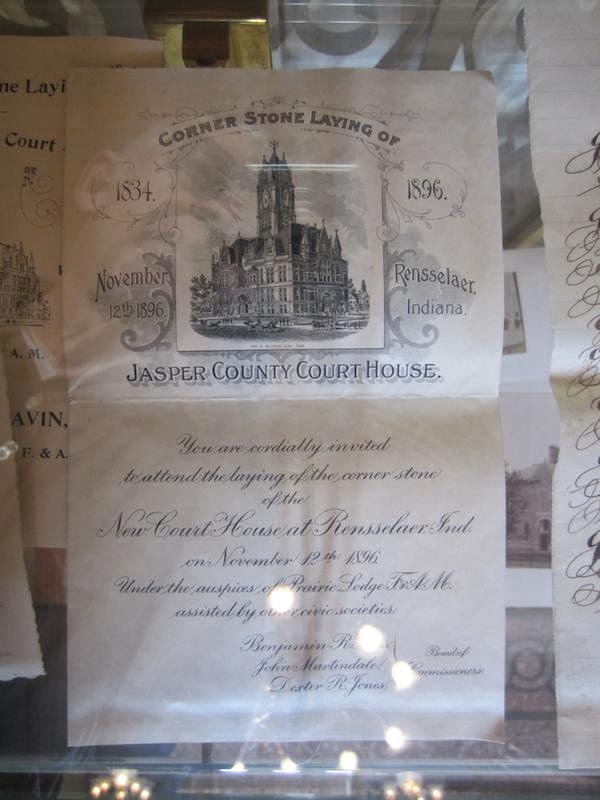 ne Layi
Court
A. M.
AVIN,
F. & A.
CORNER STONE LAYING OF
1834.
1896.
November
12th 1896.
Rensselaer,
Indiana.
JASPER COUNTY COURT HOUSE.
You are cordially invited
to attend the laying of the corner stone
of the
New Court House at Rensselaer, Ind.
on November 12th 1896.
Under the auspices of Prairie Lodge F. & A. M.
assisted by other civic societies.
Benjamin
John Martindale,
Dexter R. Jones,
Board of
Commissioners.